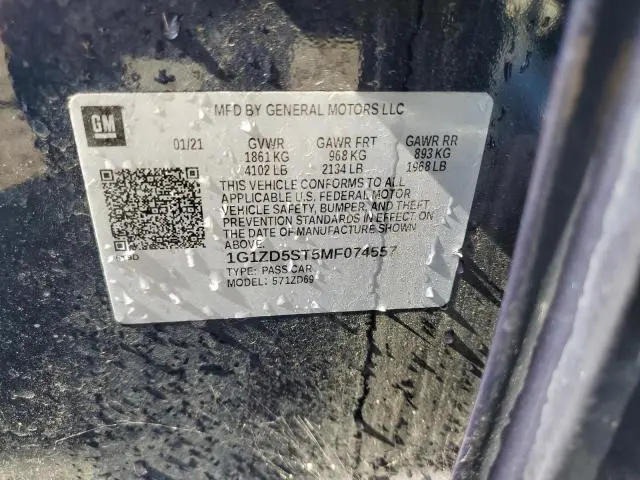 GM
MFD BY GENERAL MOTORS LLC
01/21 GVWR GAWR FRT GAWR RR
1861 KG 968 KG 893 KG
4102 LB 2134 LB 1968 LB
THIS VEHICLE CONFORMS TO ALL
APPLICABLE U.S. FEDERAL MOTOR
VEHICLE SAFETY, BUMPER, AND THEFT
PREVENTION STANDARDS IN EFFECT ON
THE DATE OF MANUFACTURE SHOWN
ABOVE.
1G1ZD5ST5MF074557
TYPE: PASS CAR
MODEL: 571ZD69